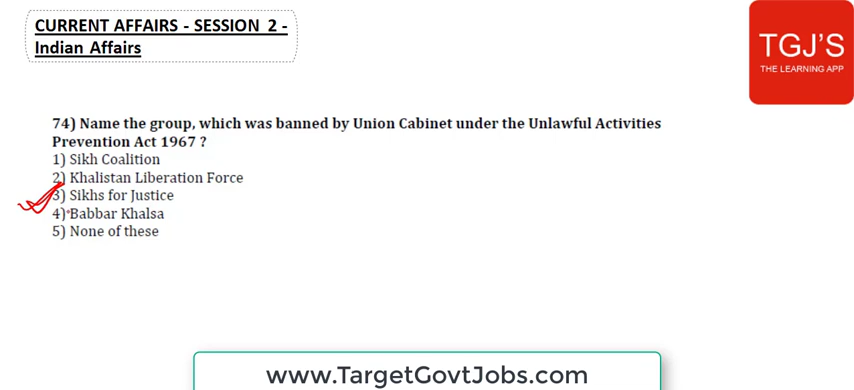 CURRENT AFFAIRS - SESSION 2 -
Indian Affairs
TGJ'S
THE LEARNING APP
74) Name the group, which was banned by Union Cabinet under the Unlawful Activities
Prevention Act 1967 ?
1) Sikh Coalition
2) Khalistan Liberation Force
3) Sikhs for Justice
4) Babbar Khalsa
5) None of these
www.TargetGovtJobs.com